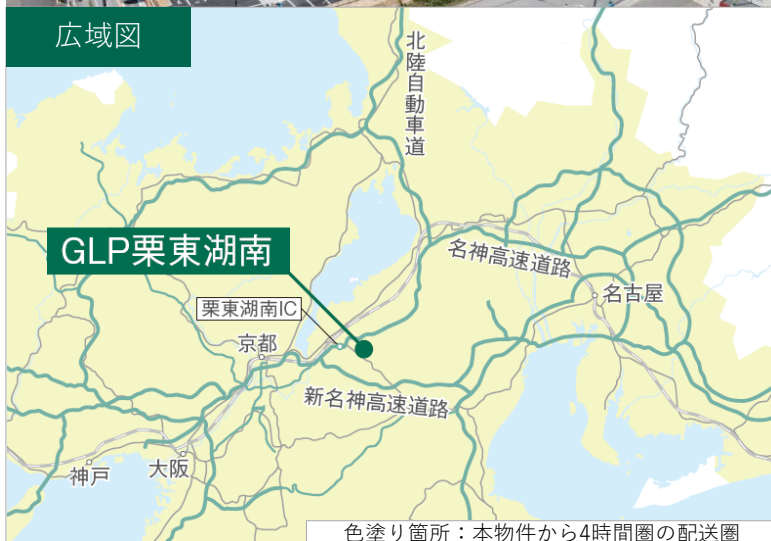 広域図
北陸自動車道
GLP栗東湖南
名神高速道路
栗東湖南IC
名古屋
京都
新名神高速道路
神戸
大阪
色塗り箇所：本物件から4時間圏の配送圏